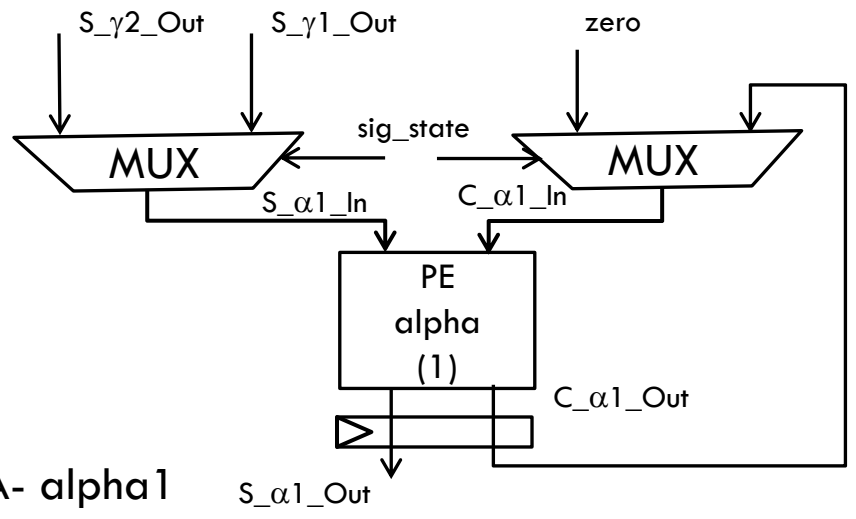 S_γ2_Out
S_γ1_Out
zero
sig_state
MUX
MUX
S_α1_In
C_α1_In
PE
alpha
(1)
C_α1_Out
A- alpha1
S_α1_Out